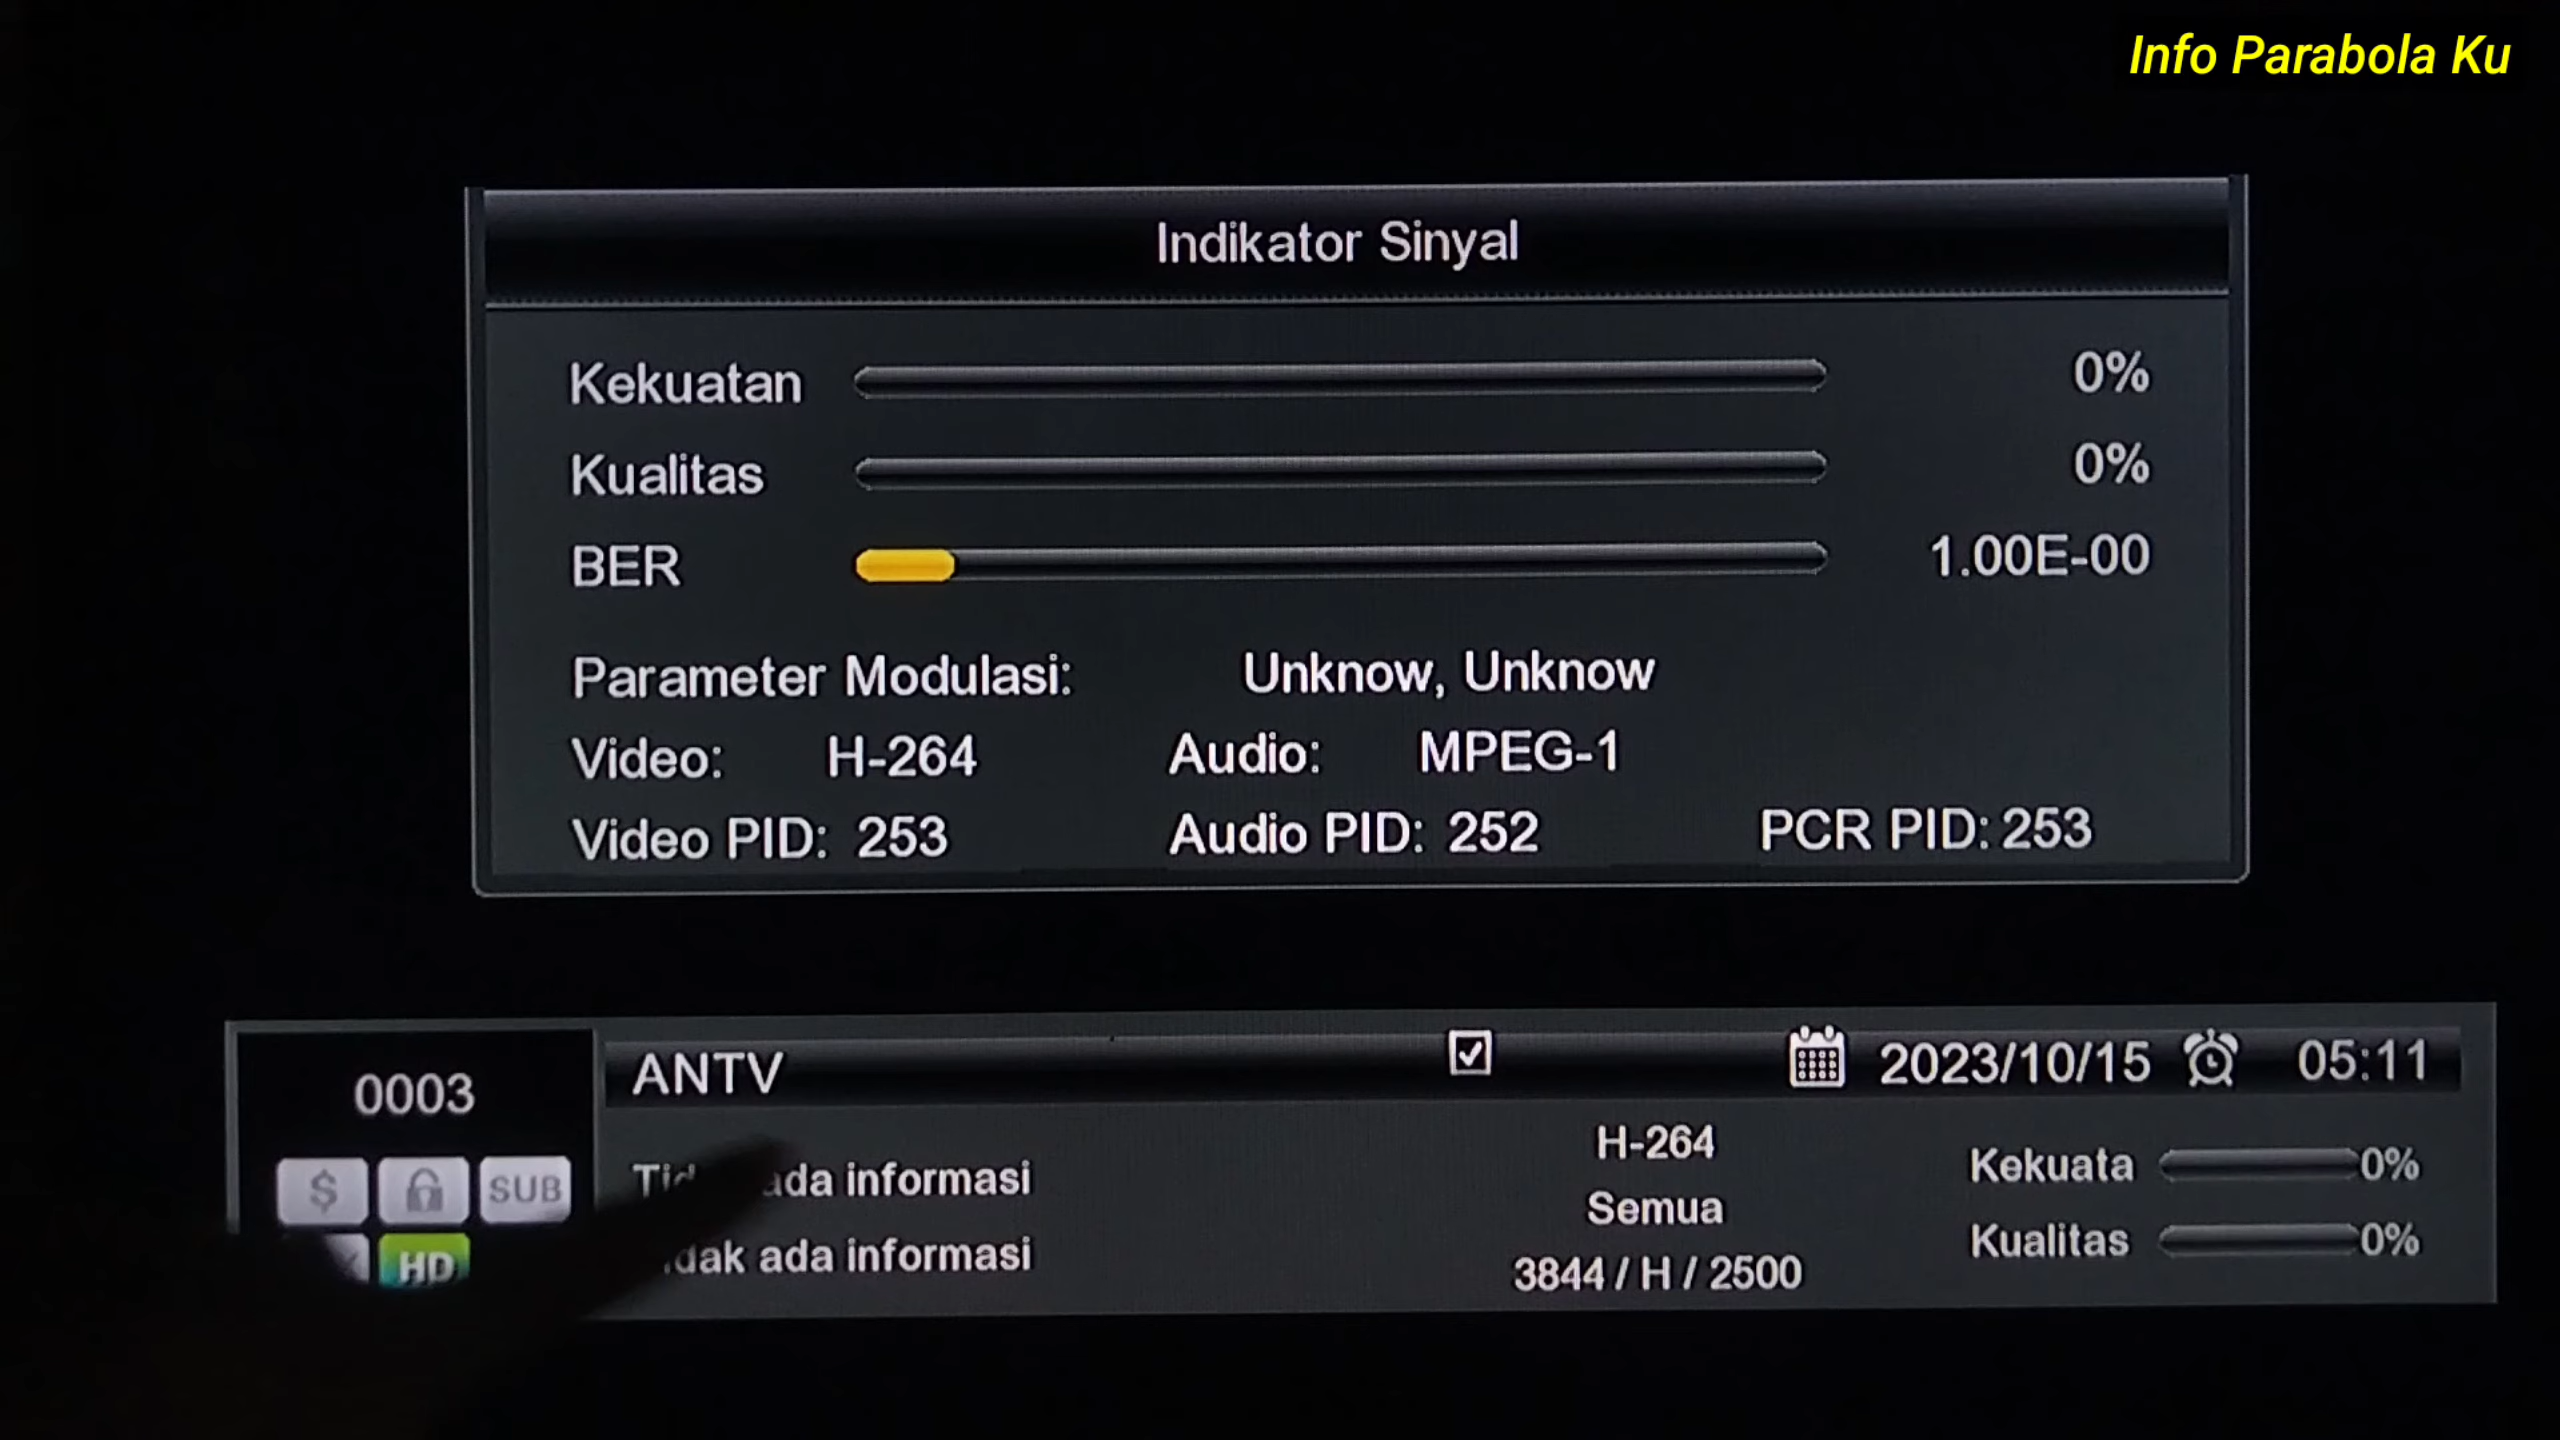 Info Parabola Ku
Indikator Sinyal
Kekuatan 0%
Kualitas 0%
BER 1.00E-00
Parameter Modulasi: Unknow, Unknow
Video: H-264 Audio: MPEG-1
Video PID: 253 Audio PID: 252 PCR PID: 253
0003 ANTV 2023/10/15 05:11
$ SUB ada informasi H-264 Kekuata 0%
Semua
HD ada informasi 3844 / H / 2500 Kualitas 0%